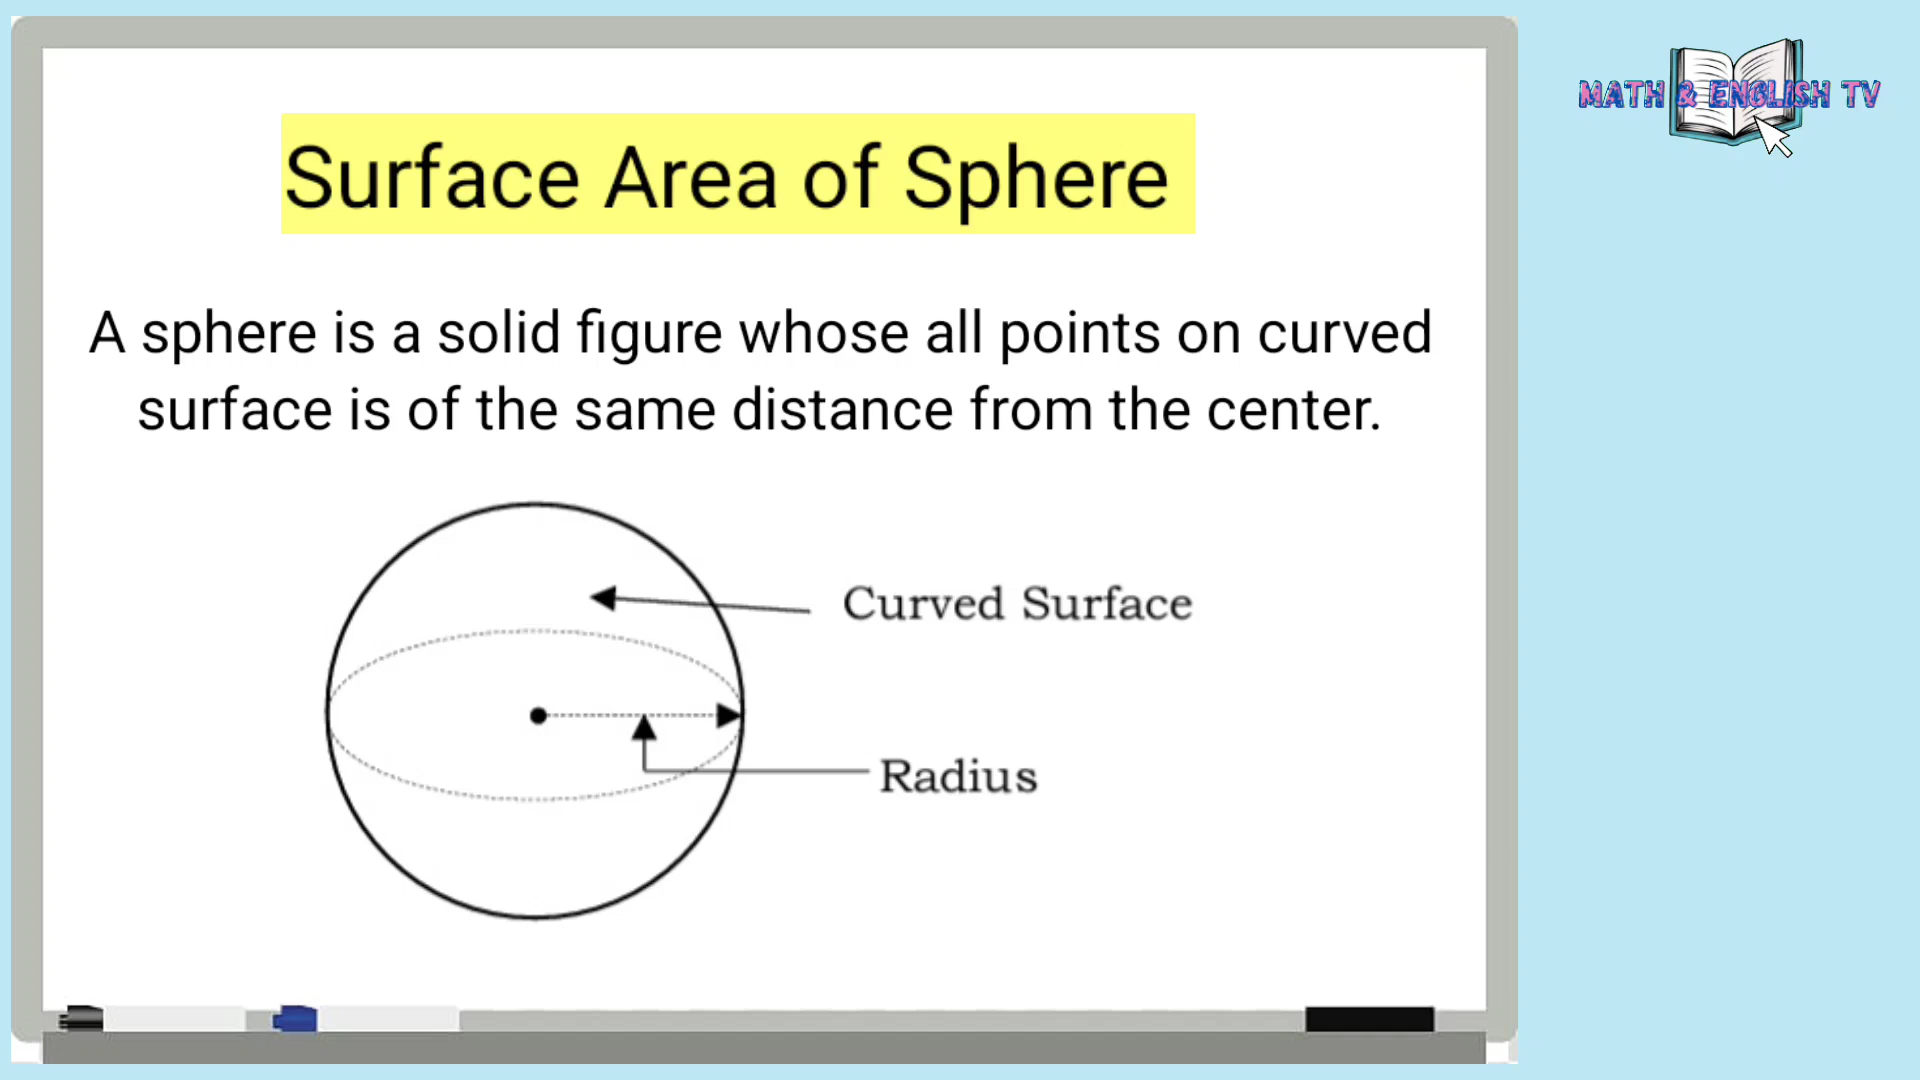 Surface Area of Sphere
MATH & ENGLISH TV
A sphere is a solid figure whose all points on curved
surface is of the same distance from the center.
Curved Surface
Radius